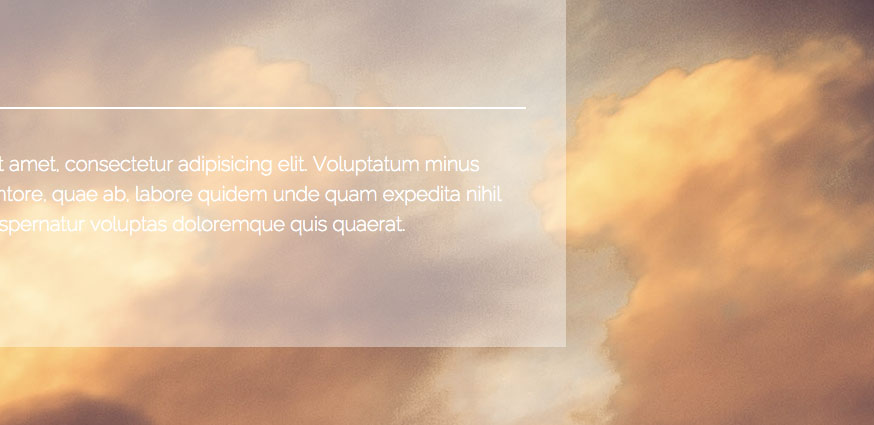 t amet, consectetur adipisicing elit. Voluptatum minus
ntore, quae ab, labore quidem unde quam expedita nihil
spernatur voluptas doloremque quis quaerat.